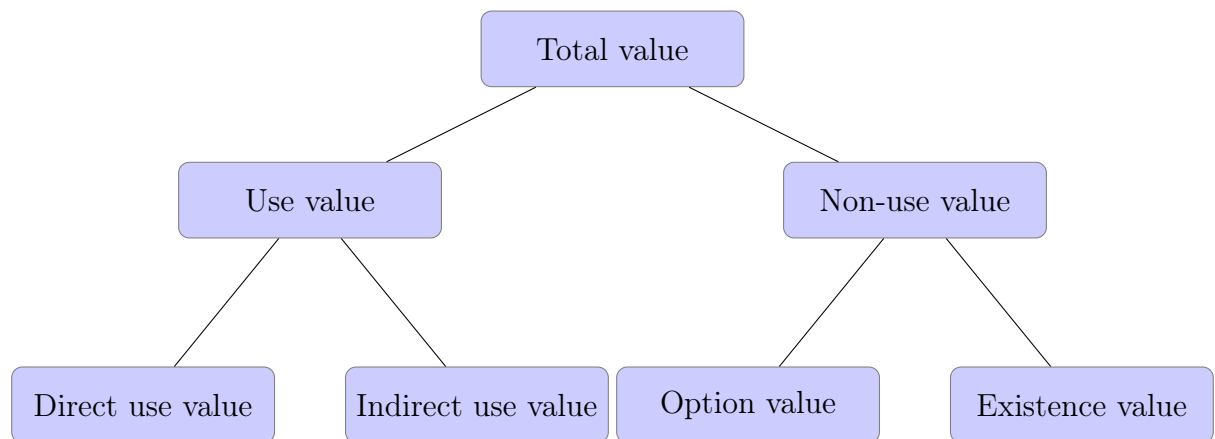 Total value
Use value
Non-use value
Direct use value
Indirect use value
Option value
Existence value